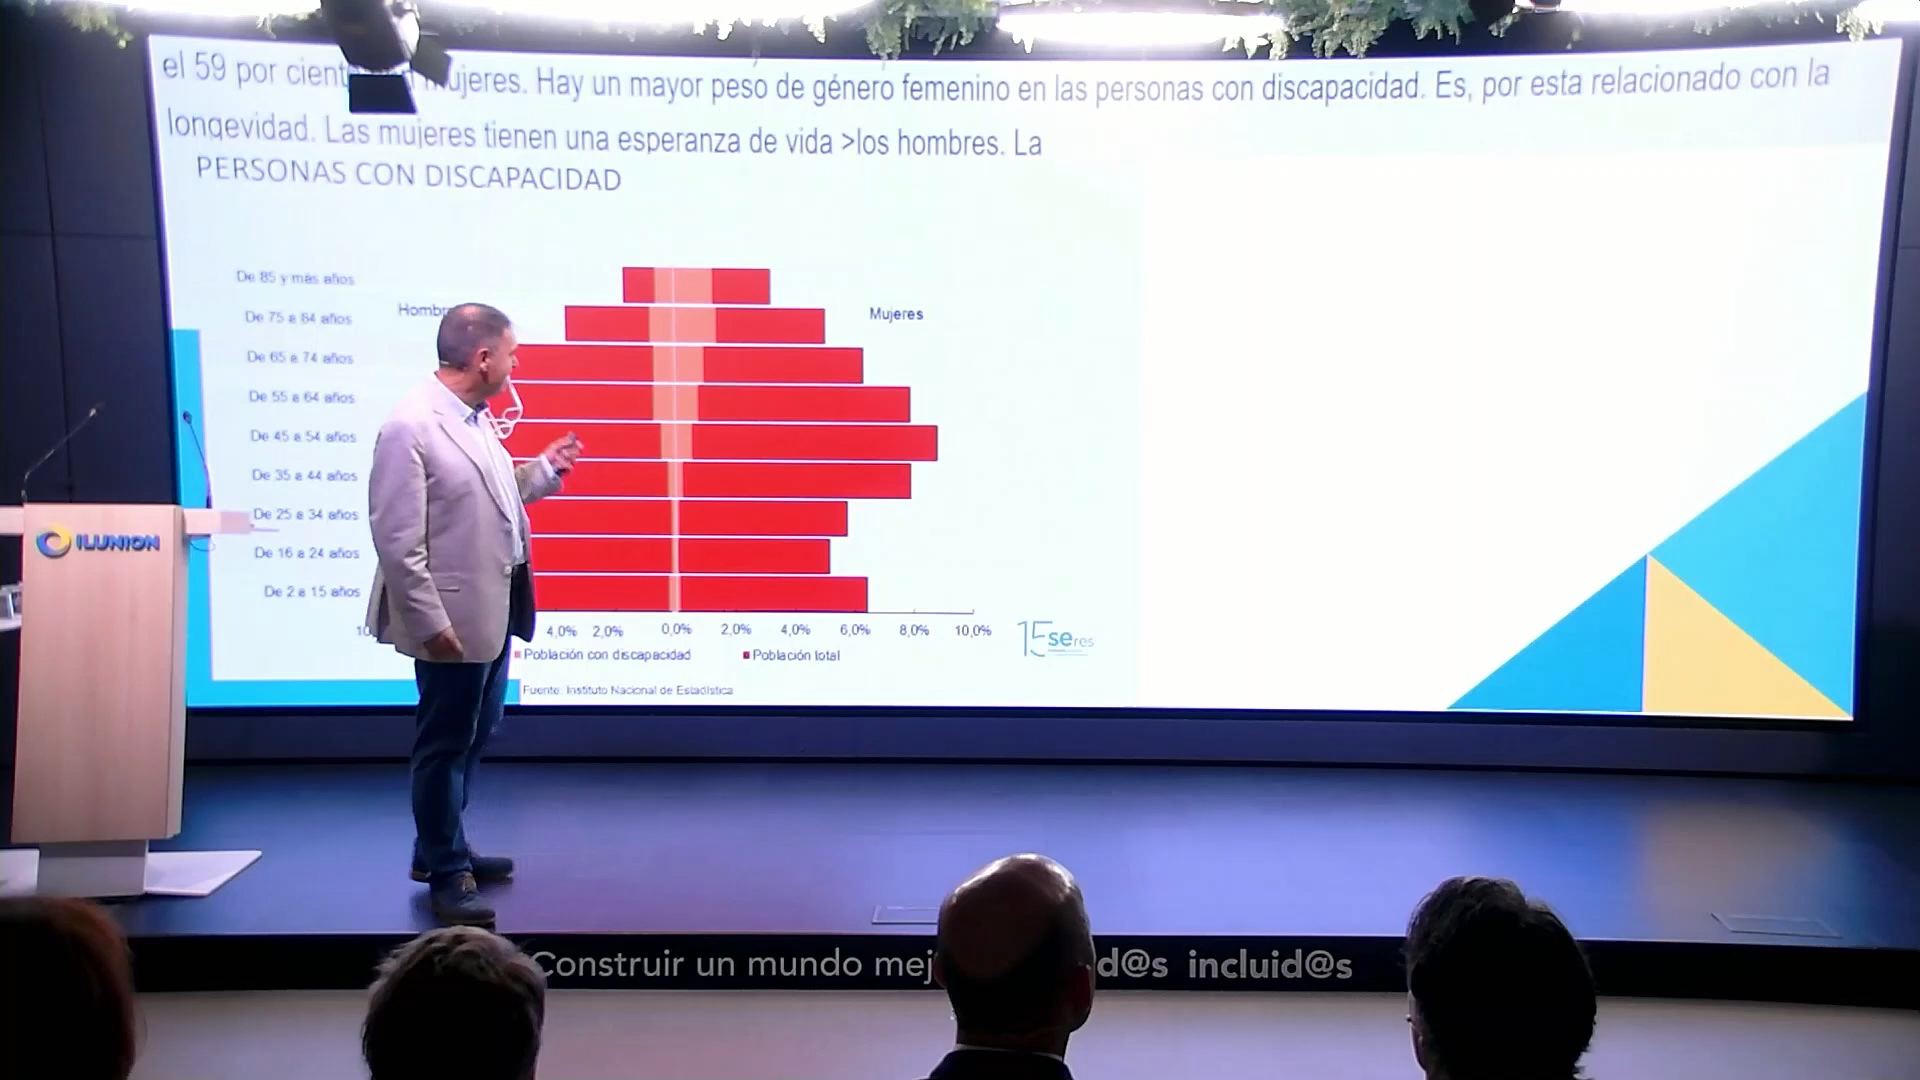 el 59 por mujeres. Hay un mayor peso de género femenino en las personas con discapacidad. Es, por esta relacionado con la
longevidad. Las mujeres tienen una esperanza de vida >los hombres. La
PERSONAS CON DISCAPACIDAD
De 85 y más años
Mujeres
De 75 a 84 años
De 65 a 74 años
De 55 a 64 años
De 45 a 54 años
De 35 a 44 años
De 25 a 34 años
De 16 a 24 años
De 2 a 15 años
4,0% 2,0% 0,0% 2,0% 4,0% 6,0% 8,0% 10,0%
Población con discapacidad Población total
Fuente: Instituto Nacional de Estadística
15 seres
ILUNION
Construir un mundo incluid@s